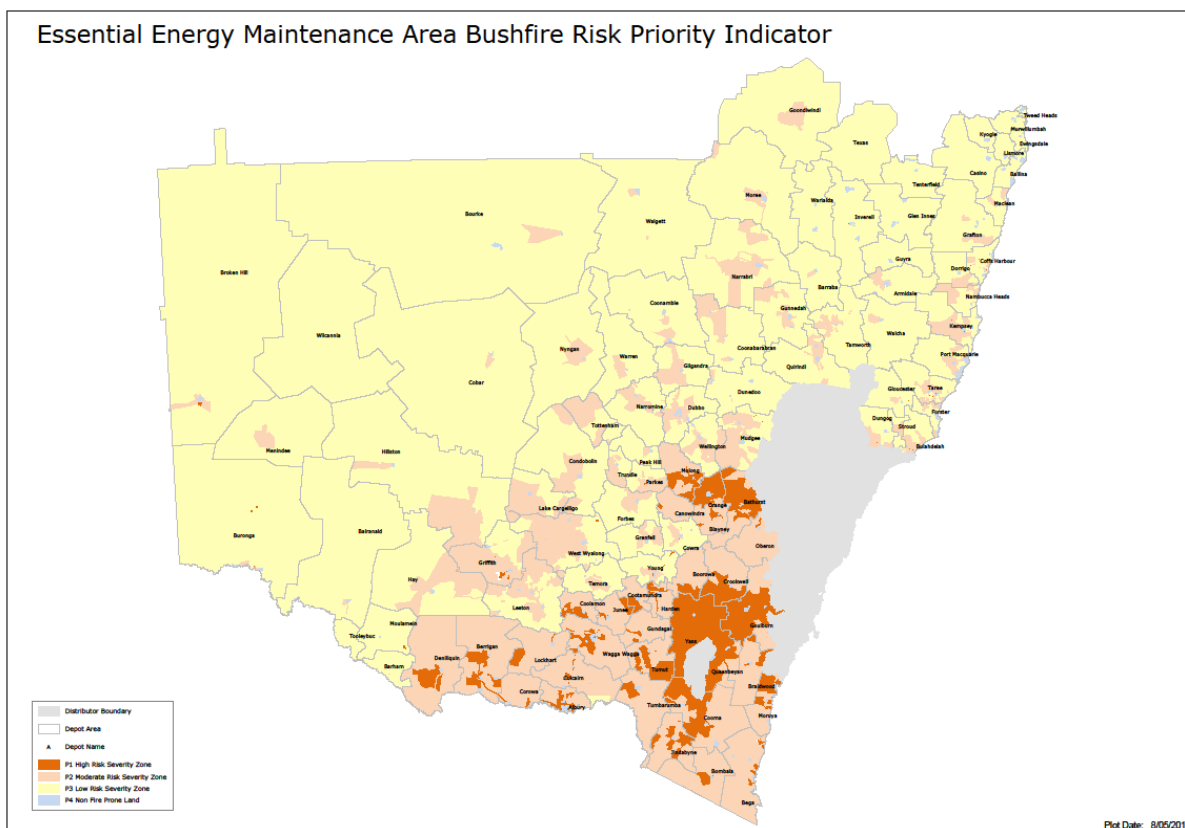 Essential Energy Maintenance Area Bushfire Risk Priority Indicator
Goondiwindi
Tweed Heads
Murwillumbah
Kyogle
Ewingsdale
Lismore
Texas
Casino
Ballina
Tenterfield
Moree
Warialda
Maclean
Bourke
Walgett
Inverell
Glen Innes
Grafton
Guyra
Coffs Harbour
Broken Hill
Dorrigo
Narrabri
Barraba
Armidale
Nambucca Heads
Coonamble
Gunnedah
Kempsey
Wilcannia
Walcha
Nyngan
Coonabarabran
Tamworth
Warren
Port Macquarie
Gilgandra
Quirindi
Cobar
Gloucester
Taree
Dunedoo
Narromine
Dubbo
Forster
Dungog
Stroud
Tottenham
Mudgee
Wellington
Bulahdelah
Menindee
Hillston
Condobolin
Peak Hill
Trundle
Molong
Parkes
Bathurst
Lake Cargelligo
Orange
Canowindra
Forbes
Blayney
Balranald
Buronga
Grenfell
Oberon
West Wyalong
Cowra
Griffith
Young
Boorowa
Hay
Temora
Crookwell
Cootamundra
Leeton
Coolamon
Junee
Harden
Moulamein
Gundagai
Goulburn
Tooleybuc
Yass
Berrigan
Deniliquin
Wagga Wagga
Barham
Lockhart
Tumut
Queanbeyan
Culcairn
Braidwood
Corowa
Albury
Tumbarumba
Moruya
Cooma
Jindabyne
Bombala
Bega
Distributor Boundary
Depot Area
A Depot Name
P1 High Risk Severity Zone
P2 Moderate Risk Severity Zone
P3 Low Risk Severity Zone
P4 Non Fire Prone Land
Plot Date: 8/05/201